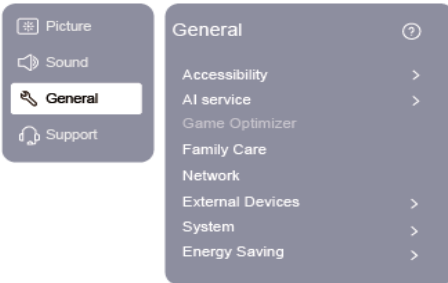 Picture
Sound
General
Support
General
Accessibility
AI service
Game Optimizer
Family Care
Network
External Devices
System
Energy Saving